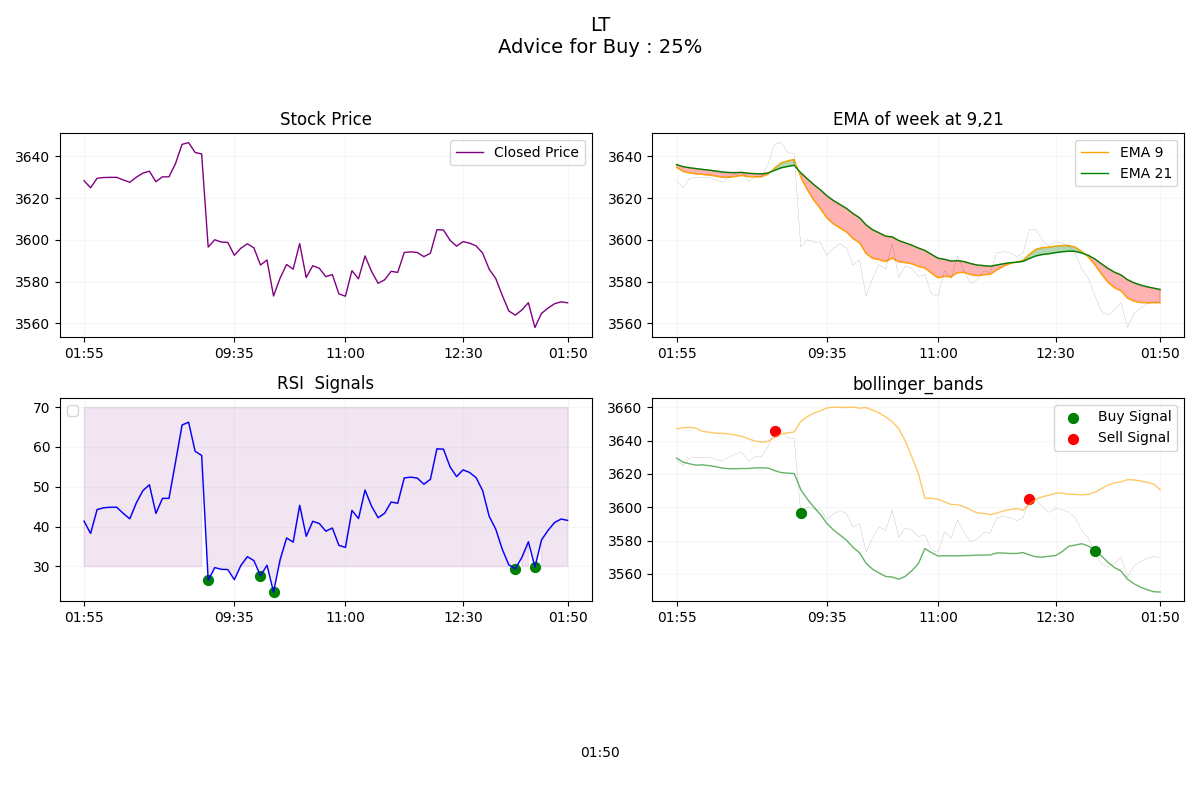 LT
Advice for Buy : 25%
Stock Price
Closed Price
3640
3620
3600
3580
3560
01:55 09:35 11:00 12:30 01:50
EMA of week at 9,21
EMA 9
EMA 21
3640
3620
3600
3580
3560
01:55 09:35 11:00 12:30 01:50
RSI  Signals
70
60
50
40
30
01:55 09:35 11:00 12:30 01:50
bollinger_bands
Buy Signal
Sell Signal
3660
3640
3620
3600
3580
3560
01:55 09:35 11:00 12:30 01:50
01:50